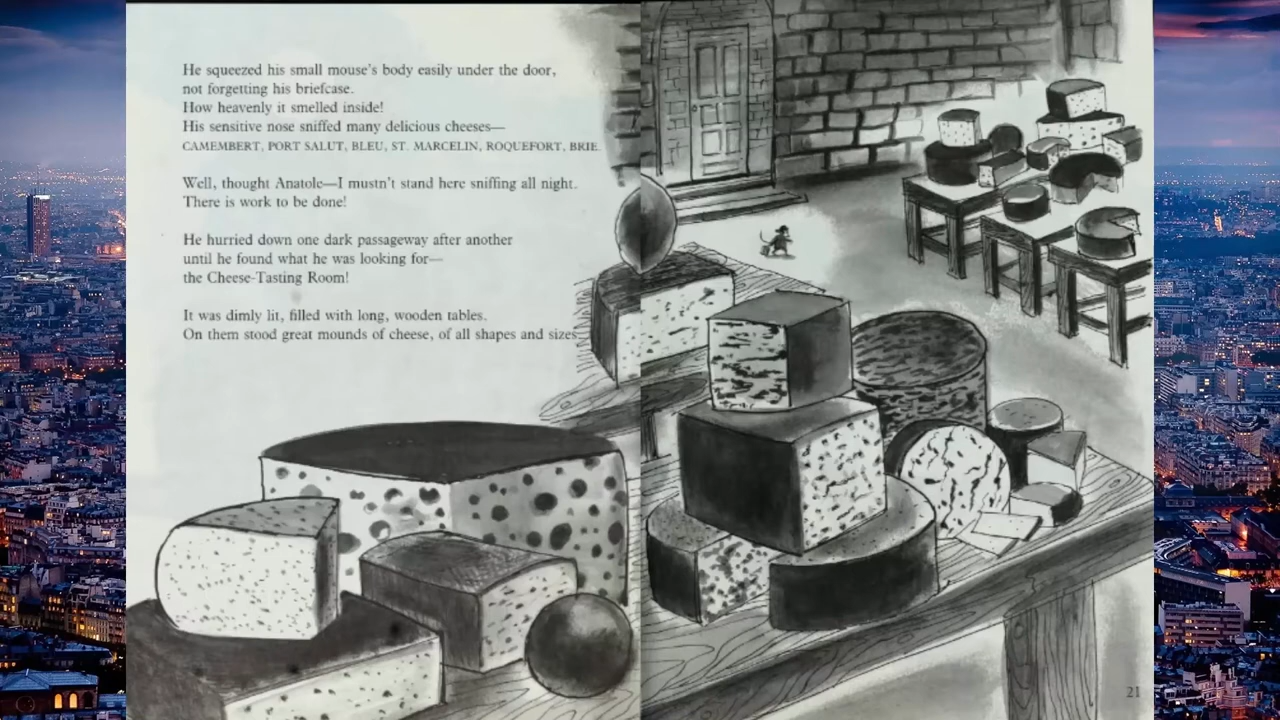 He squeezed his small mouse's body easily under the door,
not forgetting his briefcase.
How heavenly it smelled inside!
His sensitive nose sniffed many delicious cheeses—
CAMEMBERT, PORT SALUT, BLEU, ST. MARCELIN, ROQUEFORT, BRIE.
Well, thought Anatole—I mustn't stand here sniffing all night.
There is work to be done!
He hurried down one dark passageway after another
until he found what he was looking for—
the Cheese-Tasting Room!
It was dimly lit, filled with long, wooden tables.
On them stood great mounds of cheese, of all shapes and sizes
21